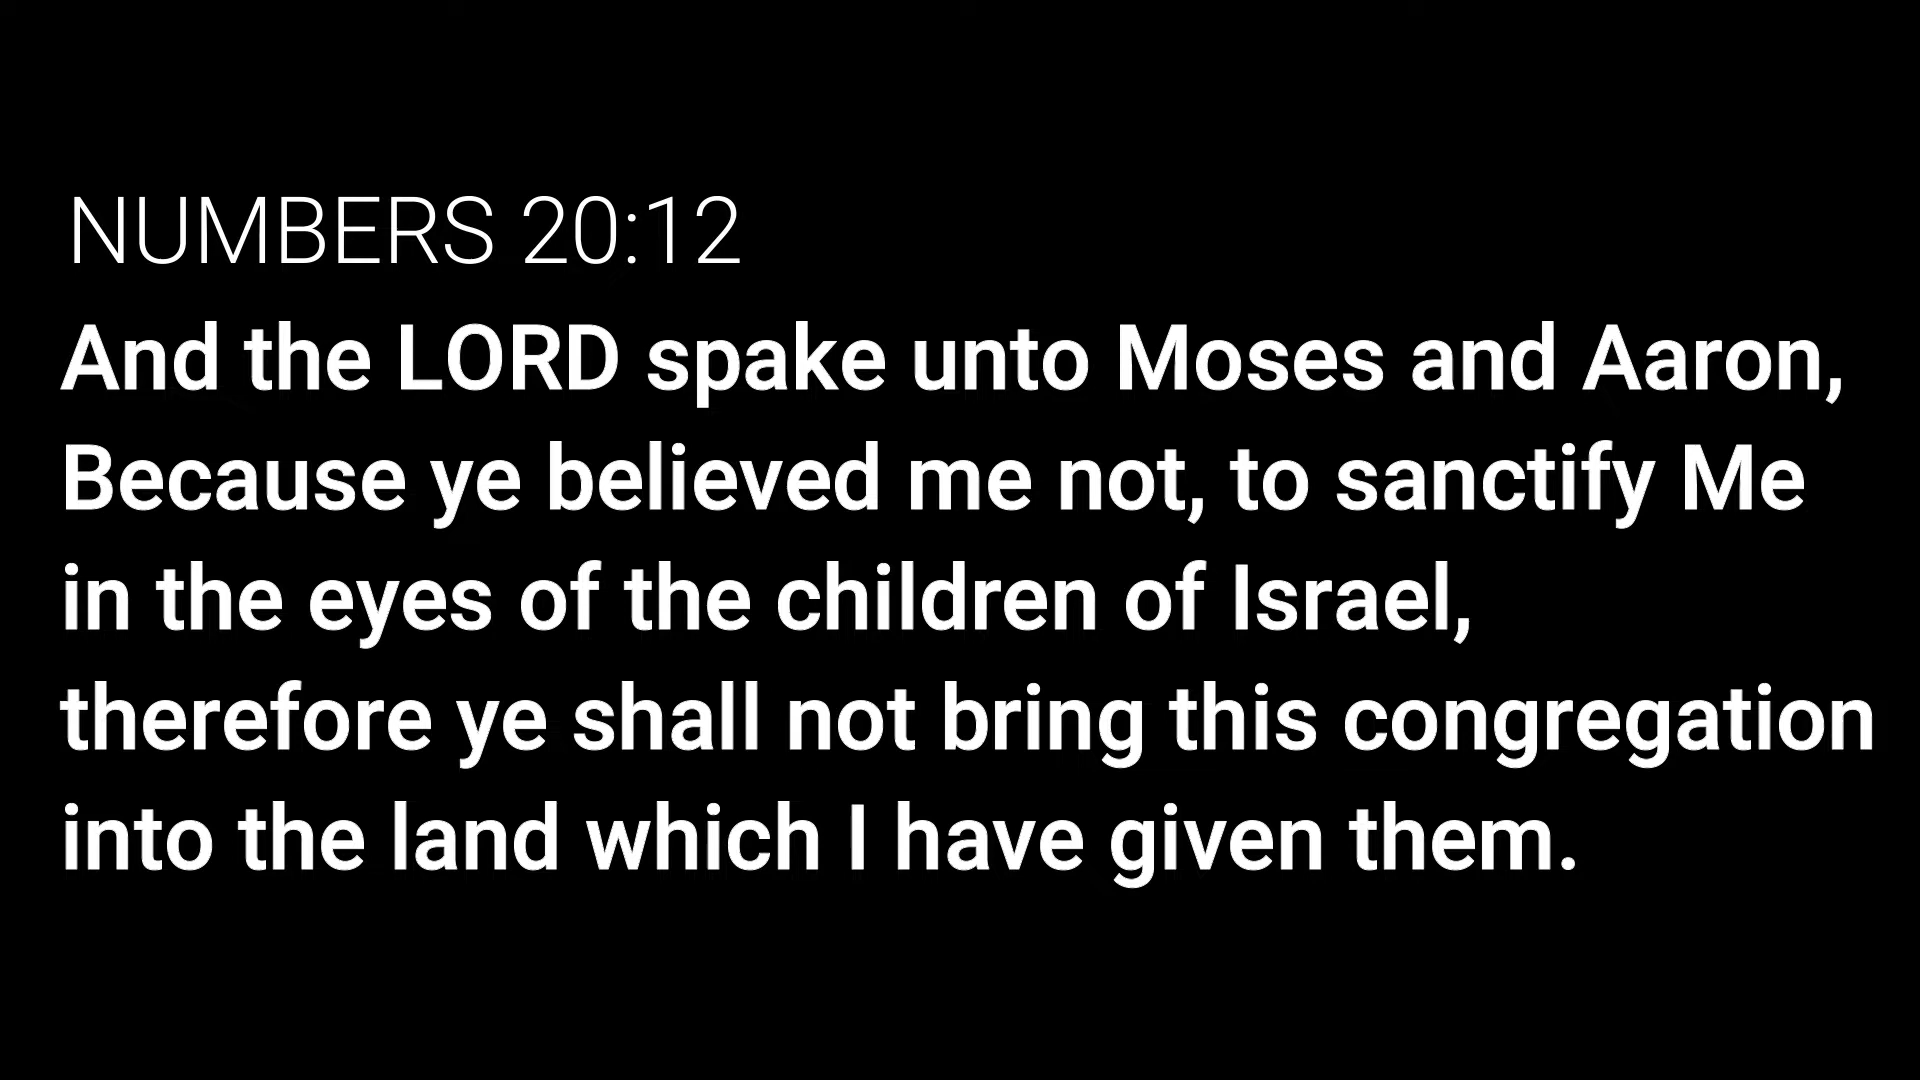 NUMBERS 20:12
And the LORD spake unto Moses and Aaron,
Because ye believed me not, to sanctify Me
in the eyes of the children of Israel,
therefore ye shall not bring this congregation
into the land which I have given them.